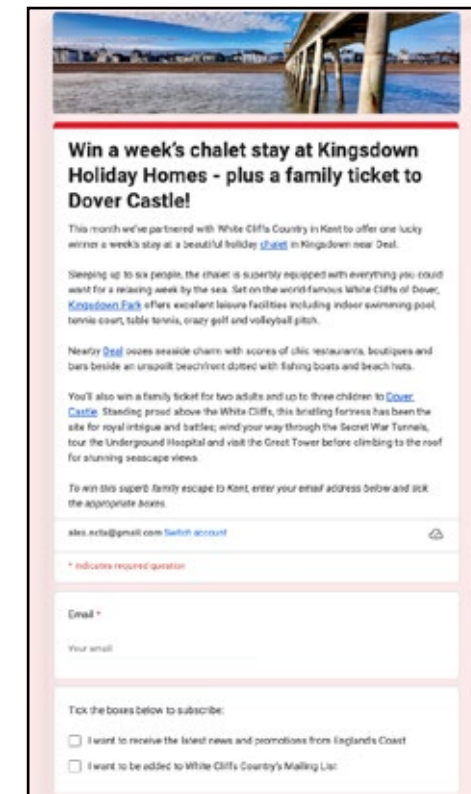 Win a week's chalet stay at Kingsdown
Holiday Homes - plus a family ticket to
Dover Castle!
This month we've partnered with White Cliffs Country in Kent to offer one lucky
winner a week's stay at a beautiful holiday chalet in Kingsdown near Deal.
Sleeping up to six people, the chalet is superbly equipped with everything you could
want for a relaxing week by the sea. Set on the world-famous White Cliffs of Dover,
Kingsdown Park offers excellent leisure facilities including indoor swimming pool,
tennis court, table tennis, crazy golf and volleyball pitch.
Nearby Deal oozes seaside charm with scores of chic restaurants, boutiques and
bars beside an unspoilt beachfront dotted with fishing boats and beach huts.
You'll also win a family ticket for two adults and up to three children to Dover
Castle. Standing proud above the White Cliffs, this bristling fortress has been the
site for royal intrigue and battles; wind your way through the Secret War Tunnels,
tour the Underground Hospital and visit the Great Tower before climbing to the roof
for stunning seascape views.
To win this superb family escape to Kent, enter your email address below and tick
the appropriate boxes.
alex.ncta@gmail.com Switch account
* Indicates required question
Email *
Your email
Tick the boxes below to subscribe:
I want to receive the latest news and promotions from England's Coast
I want to be added to White Cliffs Country's Mailing List